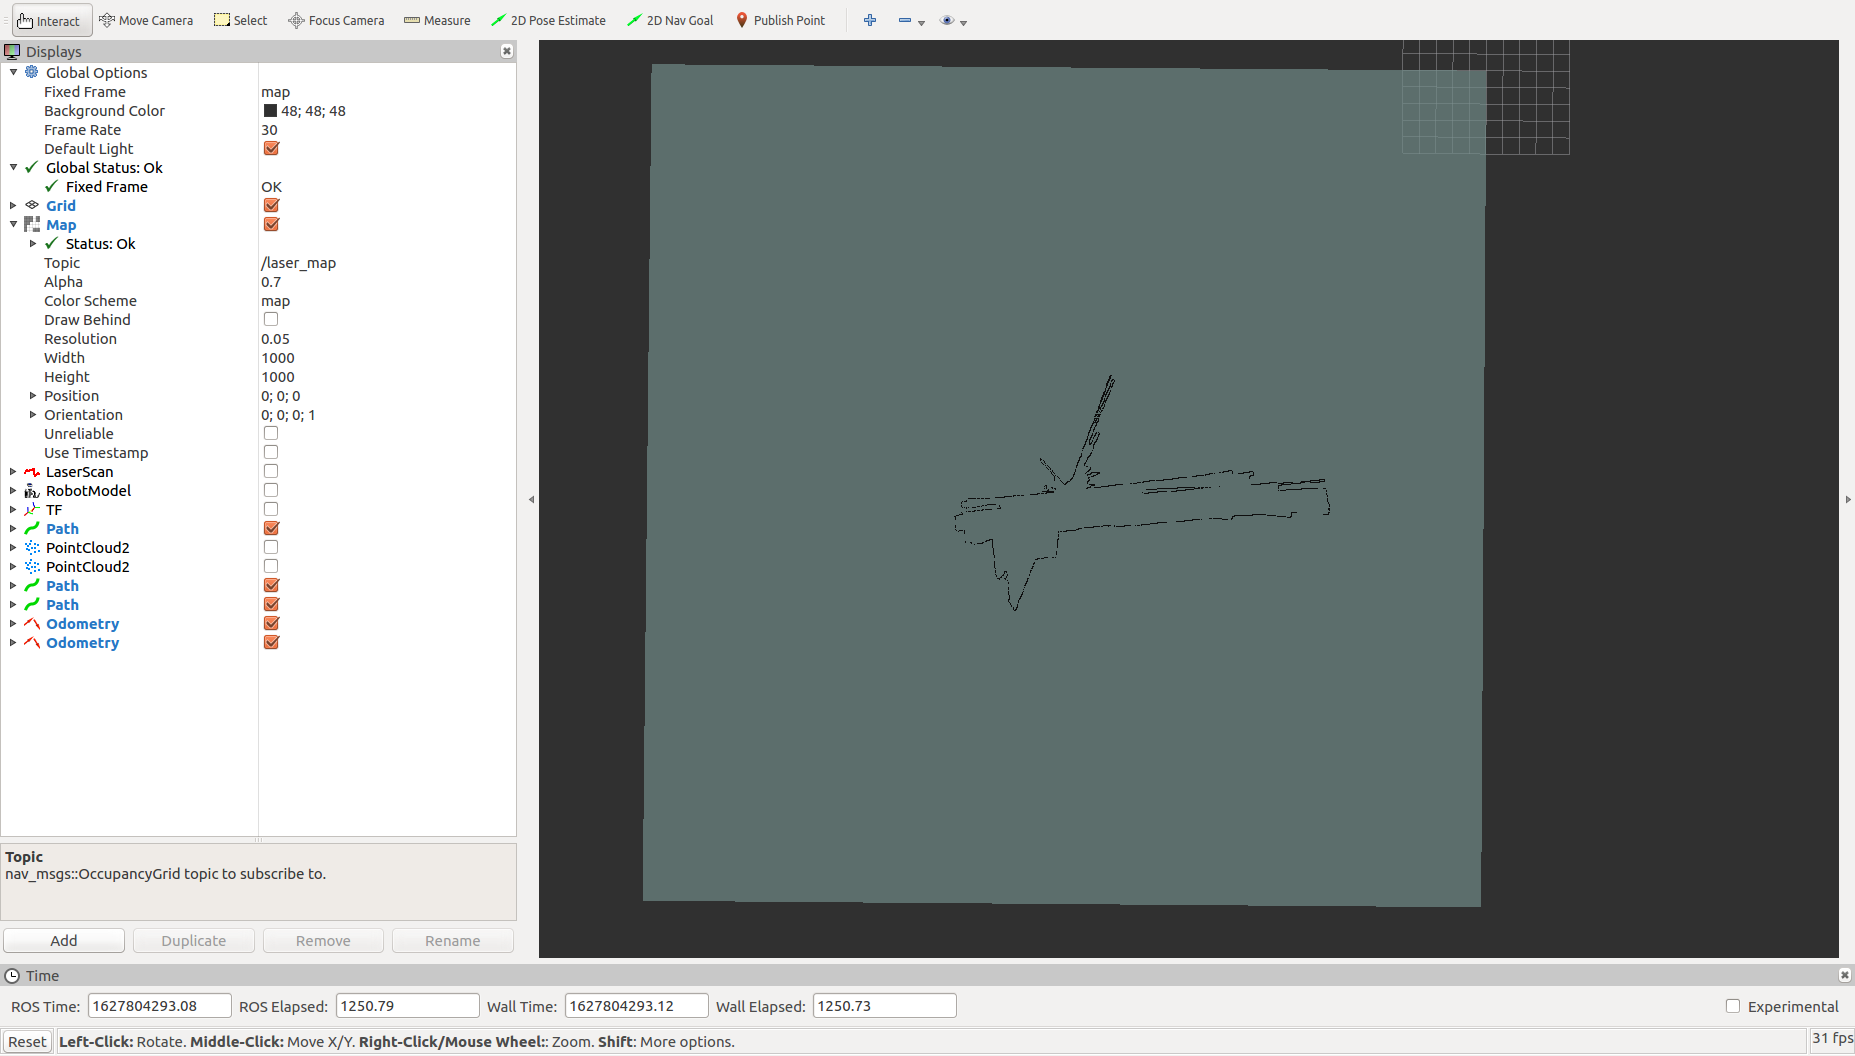 Interact Move Camera Select Focus Camera Measure 2D Pose Estimate 2D Nav Goal Publish Point
Displays
Global Options
Fixed Frame map
Background Color 48; 48; 48
Frame Rate 30
Default Light
Global Status: Ok
Fixed Frame OK
Grid
Map
Status: Ok
Topic /laser_map
Alpha 0.7
Color Scheme map
Draw Behind
Resolution 0.05
Width 1000
Height 1000
Position 0; 0; 0
Orientation 0; 0; 0; 1
Unreliable
Use Timestamp
LaserScan
RobotModel
TF
Path
PointCloud2
PointCloud2
Path
Path
Odometry
Odometry
Topic
nav_msgs::OccupancyGrid topic to subscribe to.
Add Duplicate Remove Rename
Time
ROS Time: 1627804293.08 ROS Elapsed: 1250.79 Wall Time: 1627804293.12 Wall Elapsed: 1250.73 Experimental
Reset Left-Click: Rotate. Middle-Click: Move X/Y. Right-Click/Mouse Wheel:: Zoom. Shift: More options. 31 fps